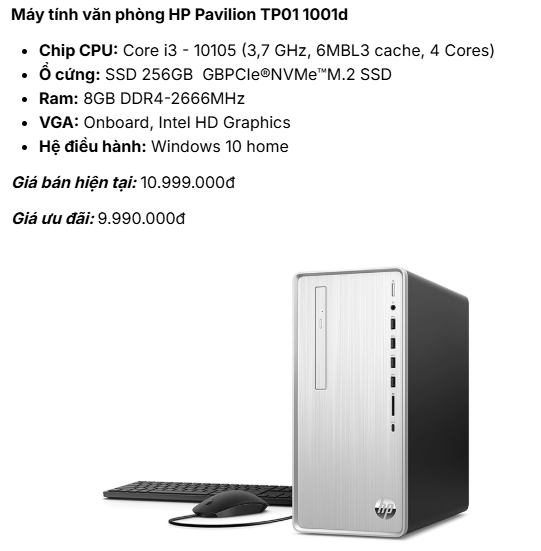 Máy tính văn phòng HP Pavilion TP01 1001d
Chip CPU: Core i3 - 10105 (3,7 GHz, 6MBL3 cache, 4 Cores)
Ổ cứng: SSD 256GB  GBPCIe®NVMe™M.2 SSD
Ram: 8GB DDR4-2666MHz
VGA: Onboard, Intel HD Graphics
Hệ điều hành: Windows 10 home
Giá bán hiện tại: 10.999.000đ
Giá ưu đãi: 9.990.000đ
hp